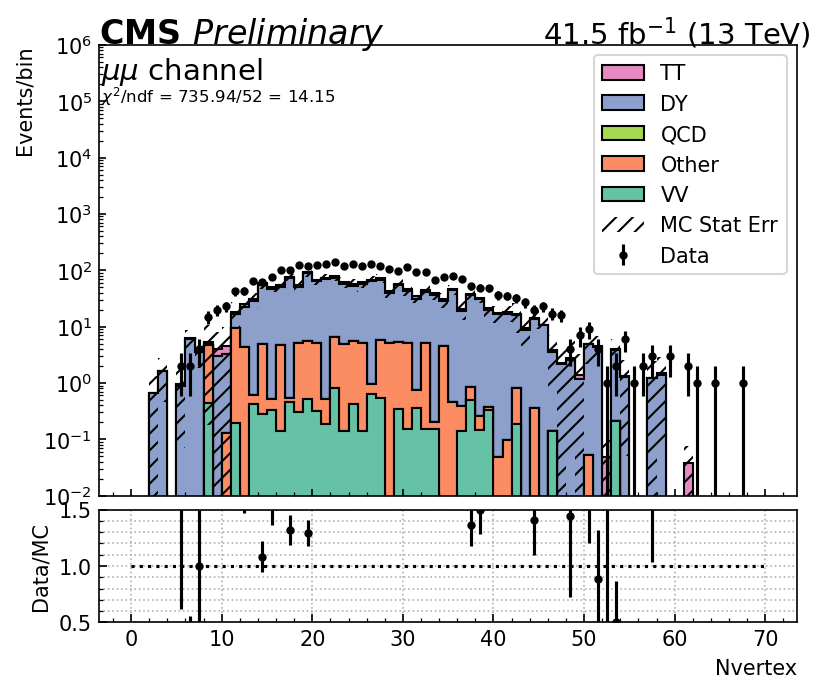 CMS Preliminary 41.5 fb⁻¹ (13 TeV)
μμ channel
χ²/ndf = 735.94/52 = 14.15
Events/bin
10⁶
10⁵
10⁴
10³
10²
10¹
10⁰
10⁻¹
10⁻²
TT
DY
QCD
Other
VV
MC Stat Err
Data
Data/MC
1.5
1.0
0.5
0 10 20 30 40 50 60 70
Nvertex